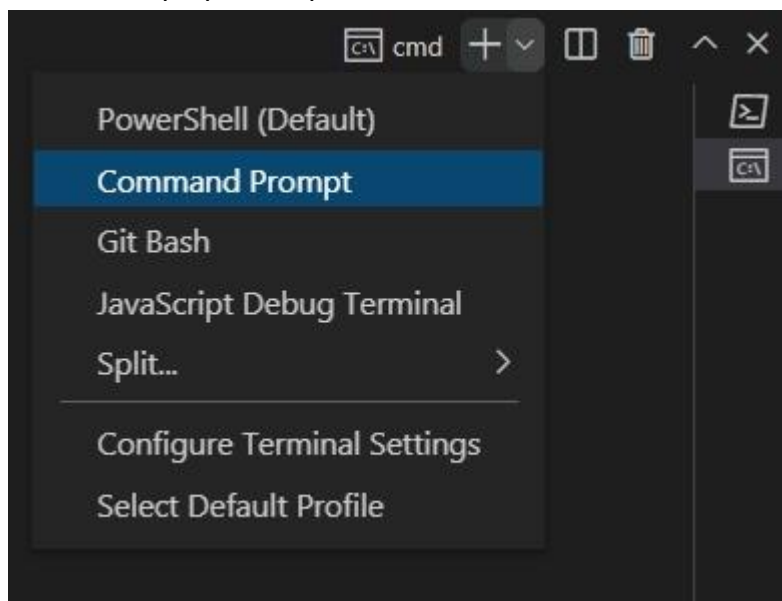 C:\ cmd
PowerShell (Default)
Command Prompt
C:\
Git Bash
JavaScript Debug Terminal
Split...
Configure Terminal Settings
Select Default Profile